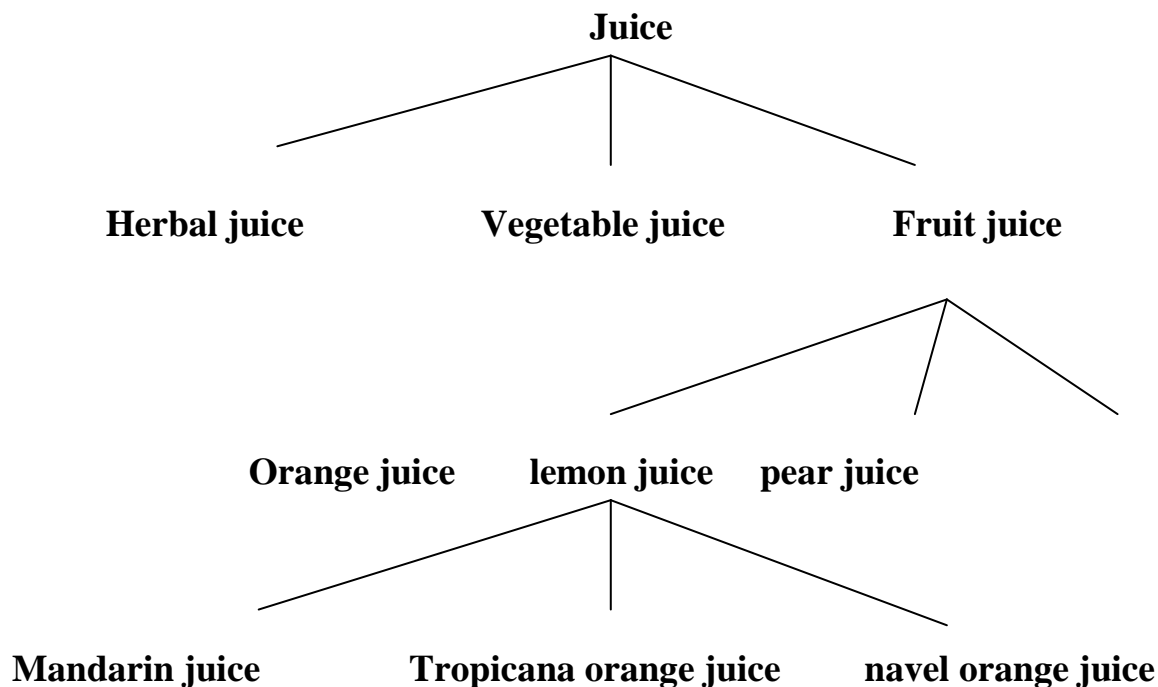 Juice
Herbal juice Vegetable juice Fruit juice
Orange juice lemon juice pear juice
Mandarin juice Tropicana orange juice navel orange juice